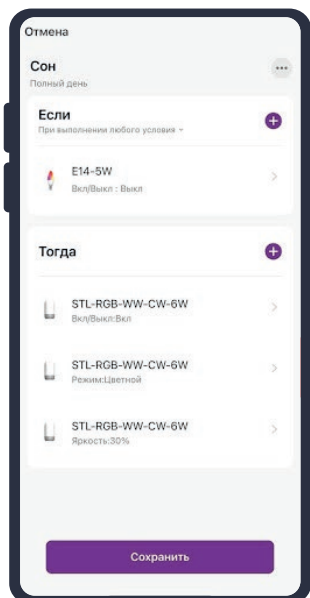 Отмена
Сон
Полный день
Если
При выполнении любого условия
E14-5W
Вкл/Выкл : Выкл
Тогда
STL-RGB-WW-CW-6W
Вкл/Выкл:Вкл
STL-RGB-WW-CW-6W
Режим:Цветной
STL-RGB-WW-CW-6W
Яркость:30%
Сохранить